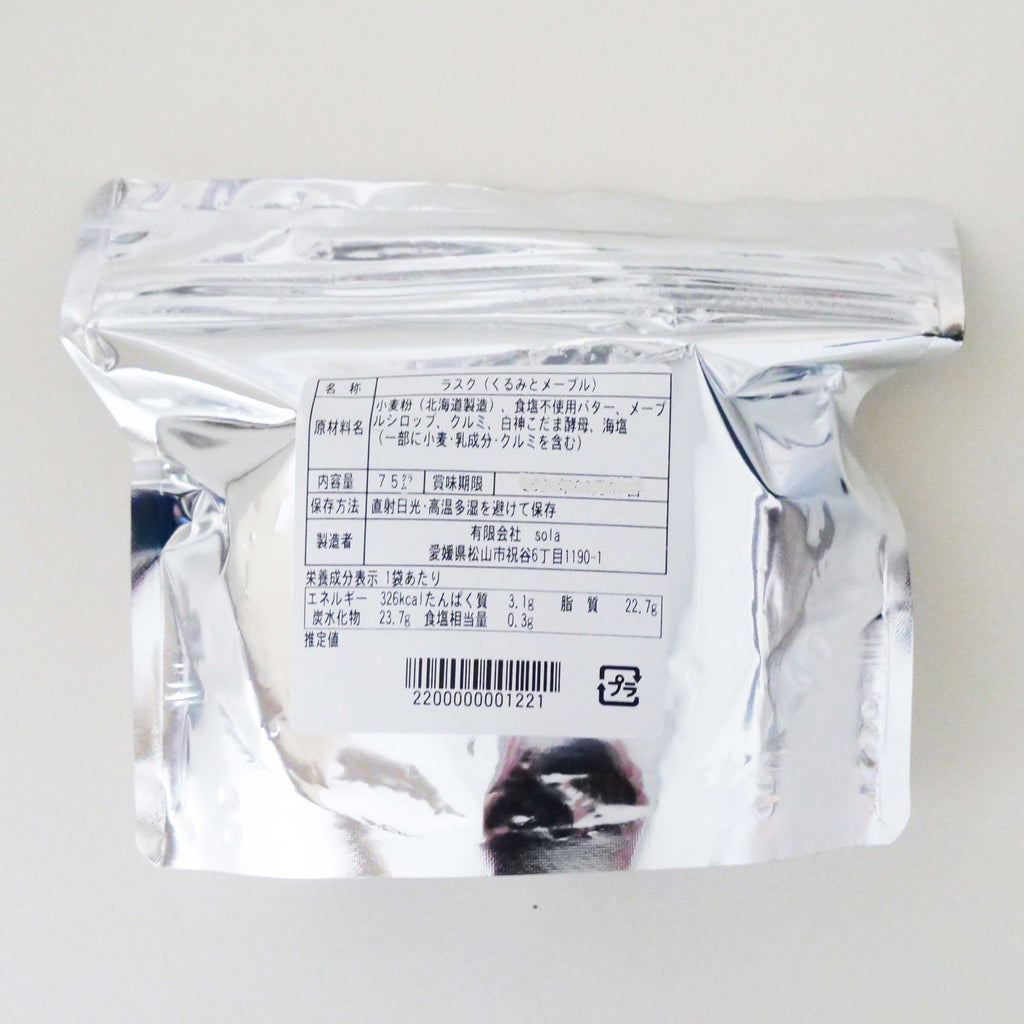 名 称 ラスク（くるみとメープル）
原材料名 小麦粉（北海道製造）、食塩不使用バター、メープ
ルシロップ、クルミ、白神こだま酵母、海塩
（一部に小麦・乳成分・クルミを含む）
内容量 75㌘ 賞味期限
保存方法 直射日光・高温多湿を避けて保存
製造者 有限会社 sola
愛媛県松山市祝谷6丁目1190-1
栄養成分表示 1袋あたり
エネルギー 326kcal たんぱく質 3.1g 脂 質 22.7g
炭水化物 23.7g 食塩相当量 0.3g
推定値
2200000001221
プラ